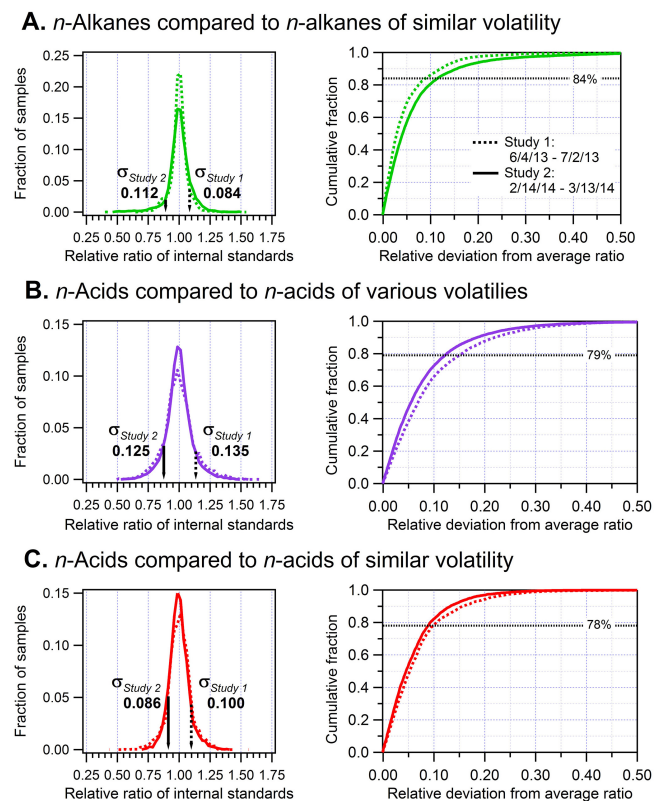 A. n-Alkanes compared to n-alkanes of similar volatility
Fraction of samples
0.25
0.20
0.15
0.10
0.05
0.00
σStudy 2
0.112
σStudy 1
0.084
0.25 0.50 0.75 1.00 1.25 1.50 1.75
Relative ratio of internal standards
Cumulative fraction
1.0
0.8
0.6
0.4
0.2
0.0
84%
Study 1:
6/4/13 - 7/2/13
Study 2:
2/14/14 - 3/13/14
0.00 0.10 0.20 0.30 0.40 0.50
Relative deviation from average ratio
B. n-Acids compared to n-acids of various volatilies
Fraction of samples
0.15
0.10
0.05
0.00
σStudy 2
0.125
σStudy 1
0.135
0.25 0.50 0.75 1.00 1.25 1.50 1.75
Relative ratio of internal standards
Cumulative fraction
1.0
0.8
0.6
0.4
0.2
0.0
79%
0.00 0.10 0.20 0.30 0.40 0.50
Relative deviation from average ratio
C. n-Acids compared to n-acids of similar volatility
Fraction of samples
0.15
0.10
0.05
0.00
σStudy 2
0.086
σStudy 1
0.100
0.25 0.50 0.75 1.00 1.25 1.50 1.75
Relative ratio of internal standards
Cumulative fraction
1.0
0.8
0.6
0.4
0.2
0.0
78%
0.00 0.10 0.20 0.30 0.40 0.50
Relative deviation from average ratio